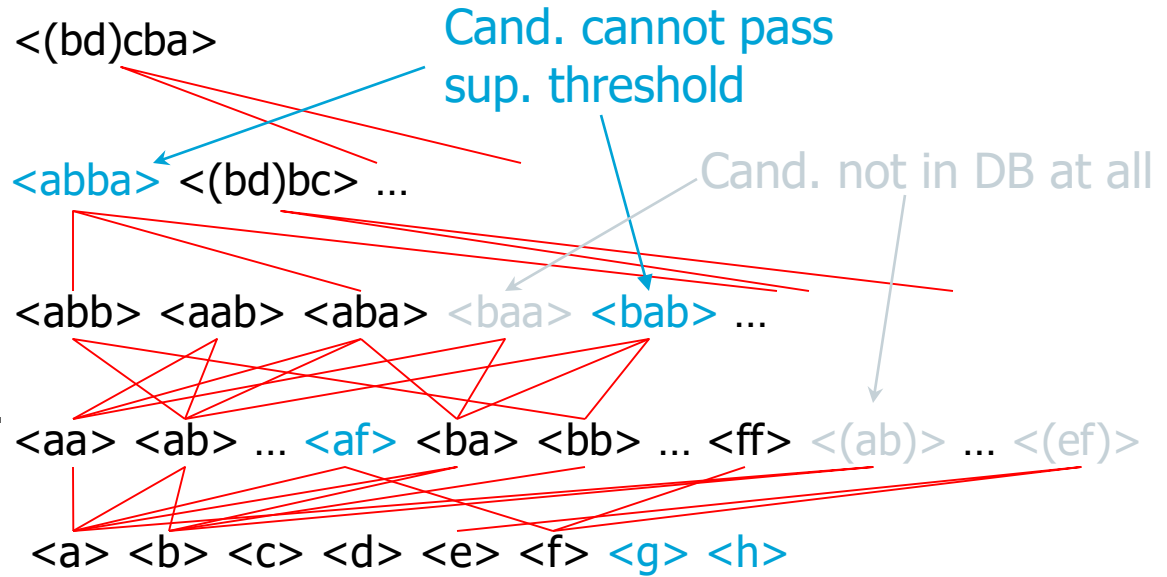 <(bd)cba>
Cand. cannot pass
sup. threshold
<abba> <(bd)bc> ...
Cand. not in DB at all
<abb> <aab> <aba> <baa> <bab> ...
<aa> <ab> ... <af> <ba> <bb> ... <ff> <(ab)> ... <(ef)>
<a> <b> <c> <d> <e> <f> <g> <h>